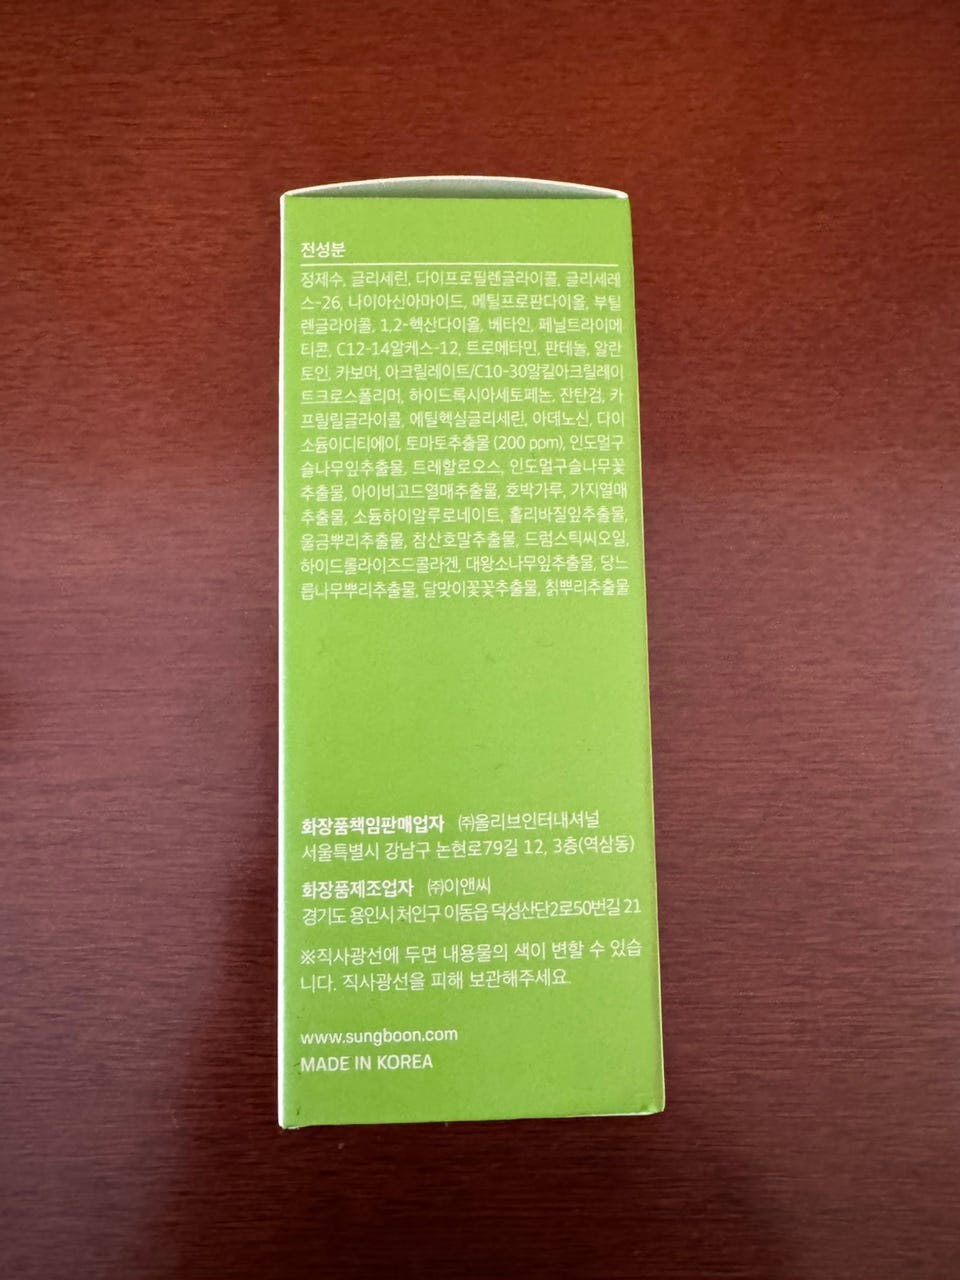 전성분
정제수, 글리세린, 다이프로필렌글라이콜, 글리세레
스-26, 나이아신아마이드, 메틸프로판다이올, 부틸
렌글라이콜, 1,2-헥산다이올, 베타인, 페닐트라이메
티콘, C12-14알케스-12, 트로메타민, 판테놀, 알란
토인, 카보머, 아크릴레이트/C10-30알킬아크릴레이
트크로스폴리머, 하이드록시아세토페논, 잔탄검, 카
프릴릴글라이콜, 에틸헥실글리세린, 아데노신, 다이
소듐이디티에이, 토마토추출물 (200 ppm), 인도멀구
슬나무잎추출물, 트레할로오스, 인도멀구슬나무꽃
추출물, 아이비고드열매추출물, 호박가루, 가지열매
추출물, 소듐하이알루로네이트, 홀리바질잎추출물,
울금뿌리추출물, 참산호말추출물, 드럼스틱씨오일,
하이드롤라이즈드콜라겐, 대왕소나무잎추출물, 당느
릅나무뿌리추출물, 달맞이꽃꽃추출물, 칡뿌리추출물
화장품책임판매업자 ㈜올리브인터내셔널
서울특별시 강남구 논현로79길 12, 3층(역삼동)
화장품제조업자 ㈜이앤씨
경기도 용인시 처인구 이동읍 덕성산단2로50번길 21
※직사광선에 두면 내용물의 색이 변할 수 있습
니다. 직사광선을 피해 보관해주세요.
www.sungboon.com
MADE IN KOREA